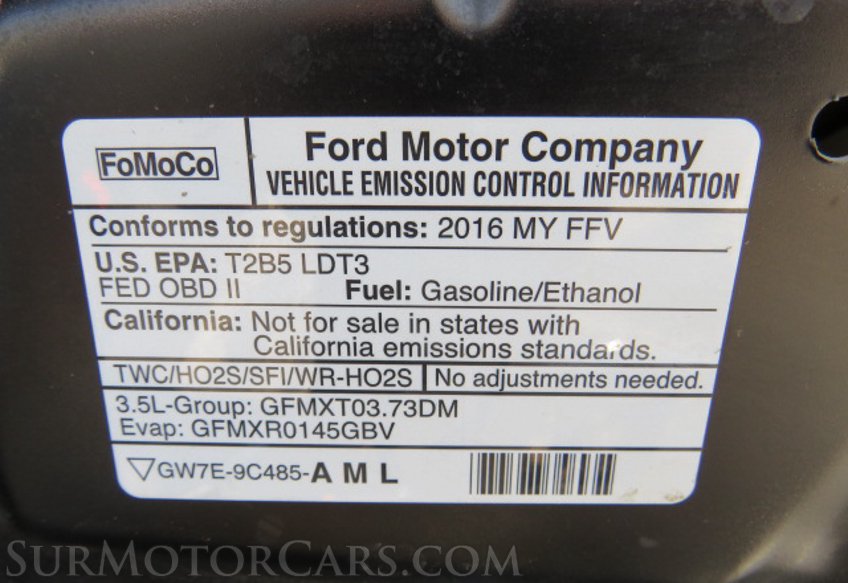 FoMoCo
Ford Motor Company
VEHICLE EMISSION CONTROL INFORMATION
Conforms to regulations: 2016 MY FFV
U.S. EPA: T2B5 LDT3
FED OBD II Fuel: Gasoline/Ethanol
California: Not for sale in states with
California emissions standards.
TWC/HO2S/SFI/WR-HO2S No adjustments needed.
3.5L-Group: GFMXT03.73DM
Evap: GFMXR0145GBV
GW7E-9C485-A M L
SurMotorCars.com